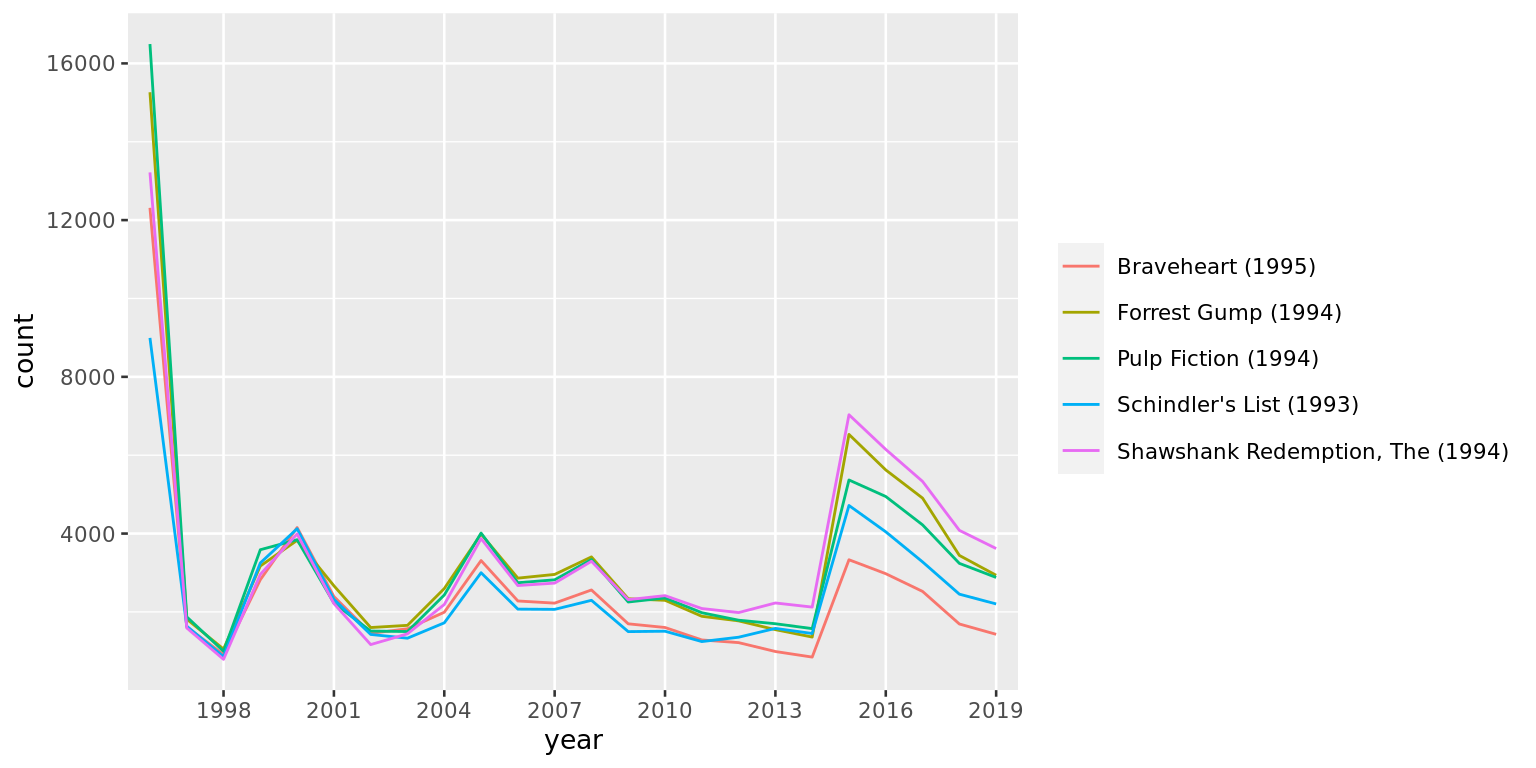 16000
12000
8000
4000
count
1998 2001 2004 2007 2010 2013 2016 2019
year
Braveheart (1995)
Forrest Gump (1994)
Pulp Fiction (1994)
Schindler's List (1993)
Shawshank Redemption, The (1994)